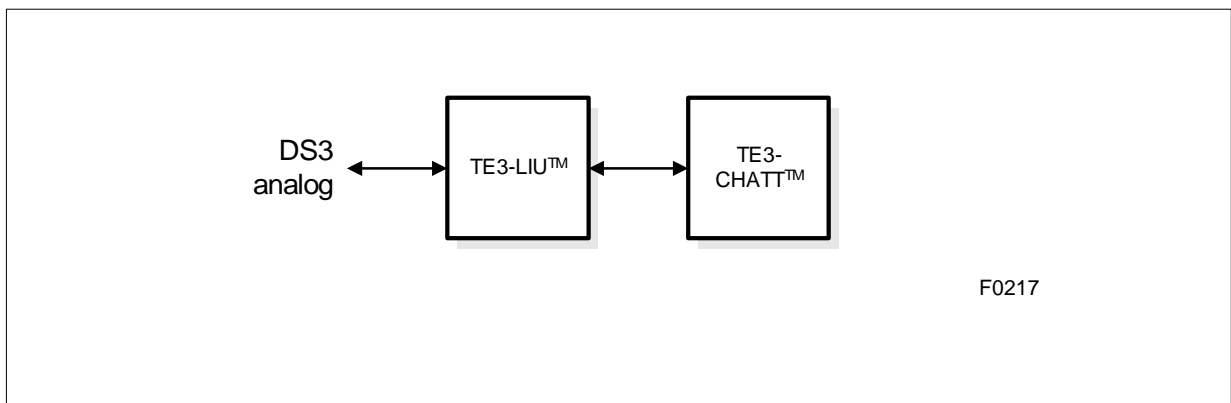 DS3
analog
TE3-LIU™
TE3-
CHATT™
F0217